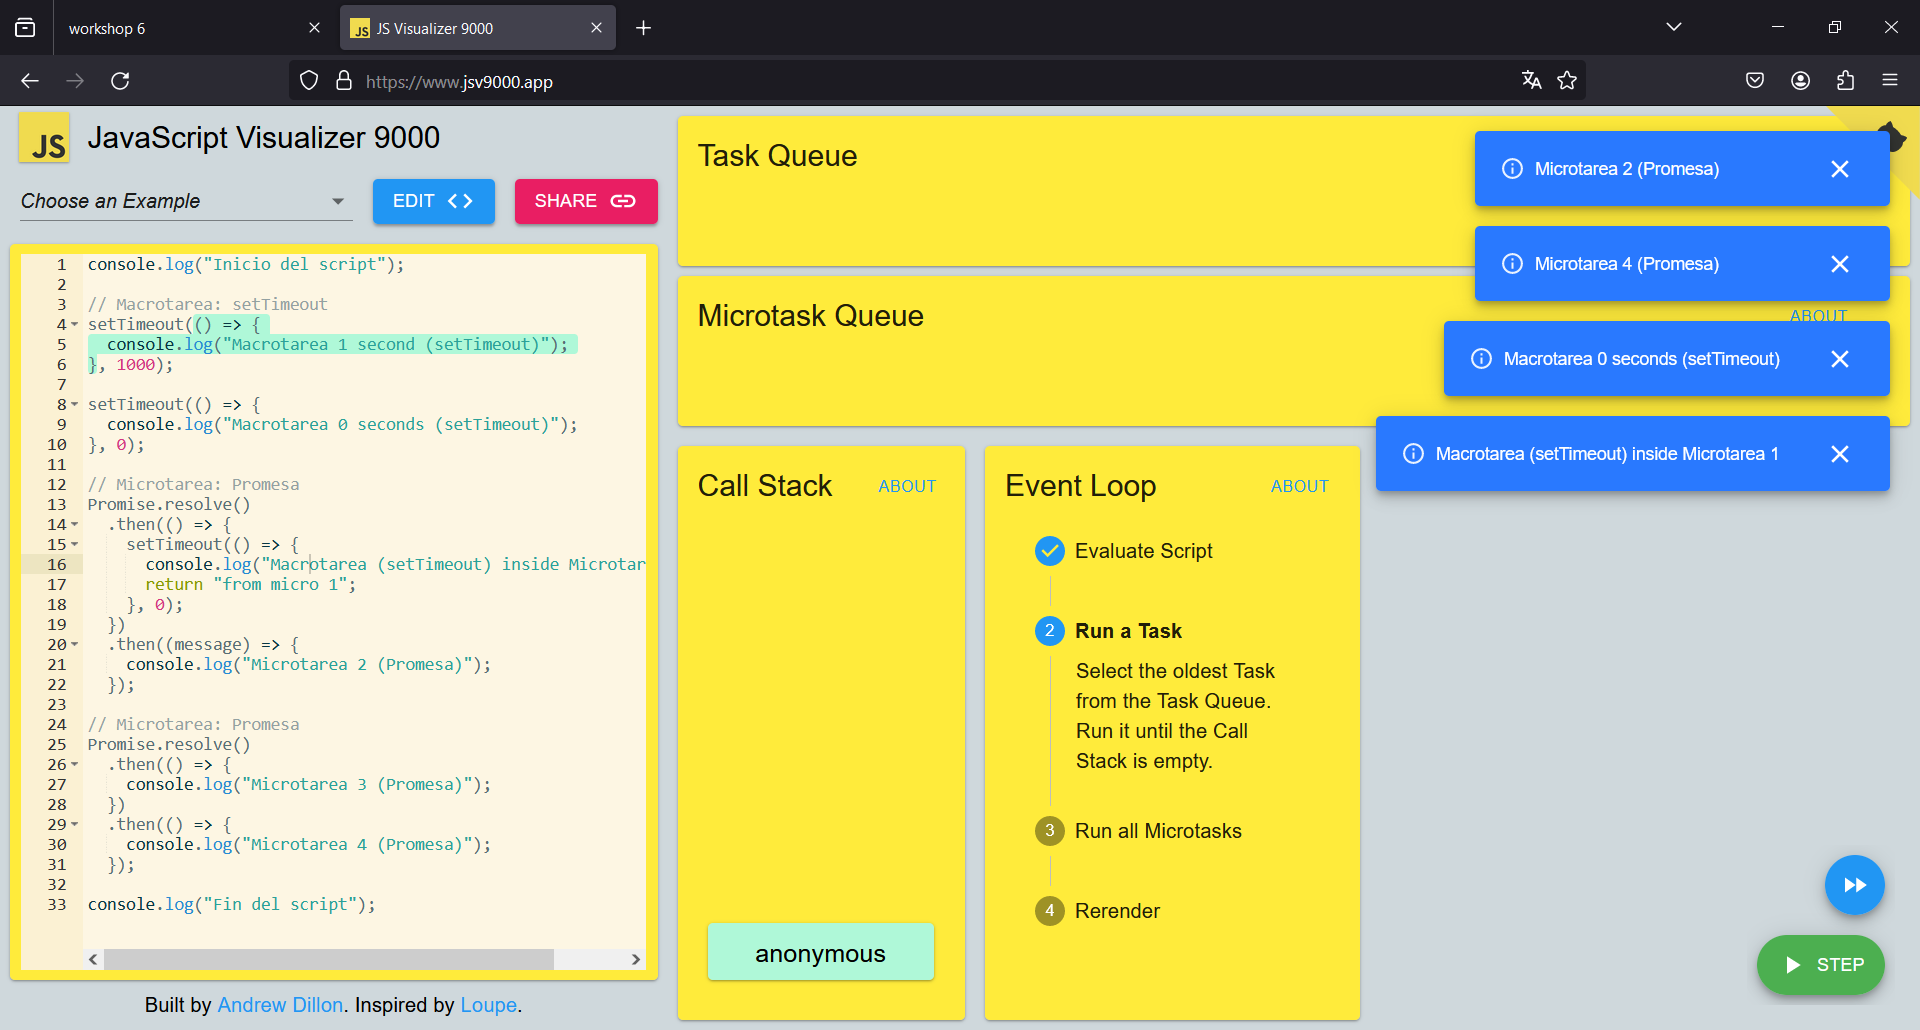 workshop 6
JS JS Visualizer 9000
https://www.jsv9000.app
JS JavaScript Visualizer 9000
Choose an Example
EDIT
SHARE
1 console.log("Inicio del script");
2
3 // Macrotarea: setTimeout
4 setTimeout(() => {
5 console.log("Macrotarea 1 second (setTimeout)");
6 }, 1000);
7
8 setTimeout(() => {
9 console.log("Macrotarea 0 seconds (setTimeout)");
10 }, 0);
11
12 // Microtarea: Promesa
13 Promise.resolve()
14 .then(() => {
15 setTimeout(() => {
16 console.log("Macrotarea (setTimeout) inside Microtar
17 return "from micro 1";
18 }, 0);
19 })
20 .then((message) => {
21 console.log("Microtarea 2 (Promesa)");
22 });
23
24 // Microtarea: Promesa
25 Promise.resolve()
26 .then(() => {
27 console.log("Microtarea 3 (Promesa)");
28 })
29 .then(() => {
30 console.log("Microtarea 4 (Promesa)");
31 });
32
33 console.log("Fin del script");
Built by Andrew Dillon. Inspired by Loupe.
Task Queue
Microtask Queue
ABOUT
Microtarea 2 (Promesa)
Microtarea 4 (Promesa)
Macrotarea 0 seconds (setTimeout)
Macrotarea (setTimeout) inside Microtarea 1
Call Stack
ABOUT
anonymous
Event Loop
ABOUT
Evaluate Script
2 Run a Task
Select the oldest Task
from the Task Queue.
Run it until the Call
Stack is empty.
3 Run all Microtasks
4 Rerender
STEP